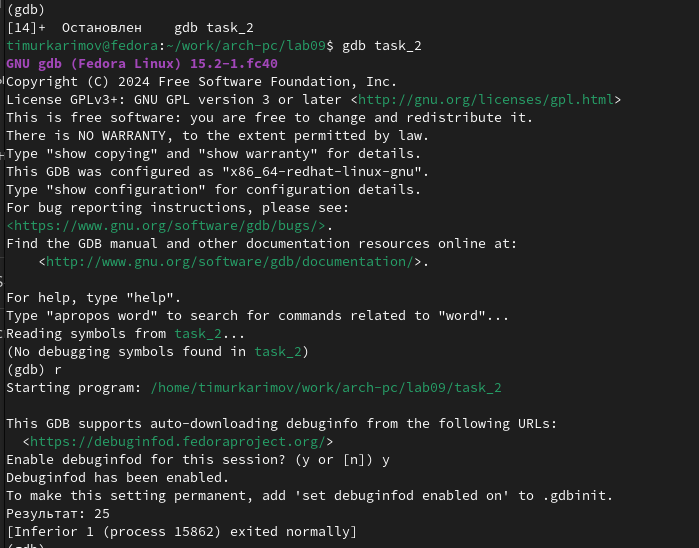 (gdb)
[14]+  Остановлен    gdb task_2
timurkarimov@fedora:~/work/arch-pc/lab09$ gdb task_2
GNU gdb (Fedora Linux) 15.2-1.fc40
Copyright (C) 2024 Free Software Foundation, Inc.
License GPLv3+: GNU GPL version 3 or later <http://gnu.org/licenses/gpl.html>
This is free software: you are free to change and redistribute it.
There is NO WARRANTY, to the extent permitted by law.
Type "show copying" and "show warranty" for details.
This GDB was configured as "x86_64-redhat-linux-gnu".
Type "show configuration" for configuration details.
For bug reporting instructions, please see:
<https://www.gnu.org/software/gdb/bugs/>.
Find the GDB manual and other documentation resources online at:
    <http://www.gnu.org/software/gdb/documentation/>.

For help, type "help".
Type "apropos word" to search for commands related to "word"...
Reading symbols from task_2...
(No debugging symbols found in task_2)
(gdb) r
Starting program: /home/timurkarimov/work/arch-pc/lab09/task_2

This GDB supports auto-downloading debuginfo from the following URLs:
  <https://debuginfod.fedoraproject.org/>
Enable debuginfod for this session? (y or [n]) y
Debuginfod has been enabled.
To make this setting permanent, add 'set debuginfod enabled on' to .gdbinit.
Результат: 25
[Inferior 1 (process 15862) exited normally]
(gdb)